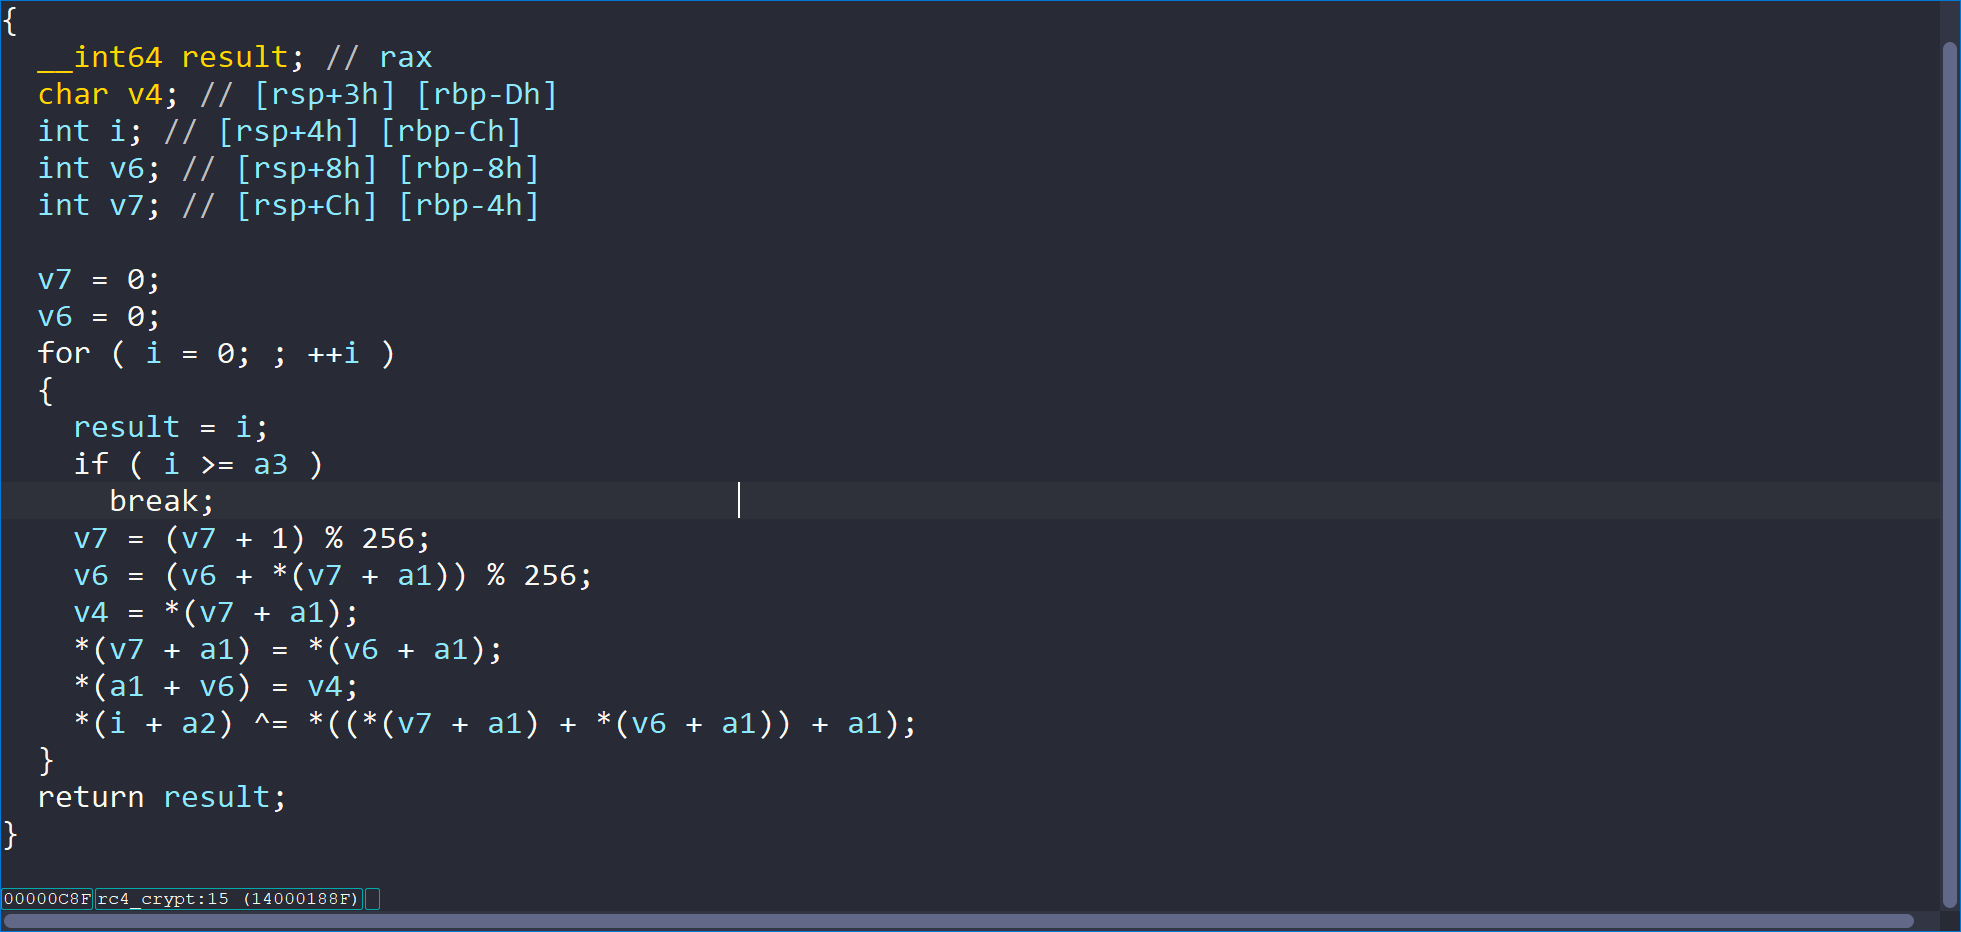 {
  __int64 result; // rax
  char v4; // [rsp+3h] [rbp-Dh]
  int i; // [rsp+4h] [rbp-Ch]
  int v6; // [rsp+8h] [rbp-8h]
  int v7; // [rsp+Ch] [rbp-4h]

  v7 = 0;
  v6 = 0;
  for ( i = 0; ; ++i )
  {
    result = i;
    if ( i >= a3 )
      break;
    v7 = (v7 + 1) % 256;
    v6 = (v6 + *(v7 + a1)) % 256;
    v4 = *(v7 + a1);
    *(v7 + a1) = *(v6 + a1);
    *(a1 + v6) = v4;
    *(i + a2) ^= *((*(v7 + a1) + *(v6 + a1)) + a1);
  }
  return result;
}
00000C8F rc4_crypt:15 (14000188F)